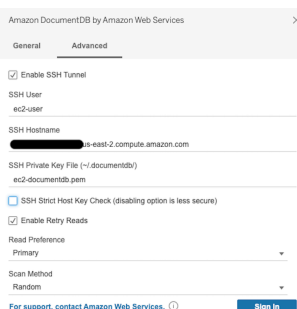 Amazon DocumentDB by Amazon Web Services
General Advanced
Enable SSH Tunnel
SSH User
ec2-user
SSH Hostname
us-east-2.compute.amazon.com
SSH Private Key File (~/.documentdb/)
ec2-documentdb.pem
SSH Strict Host Key Check (disabling option is less secure)
Enable Retry Reads
Read Preference
Primary
Scan Method
Random
For support, contact Amazon Web Services. Sign In